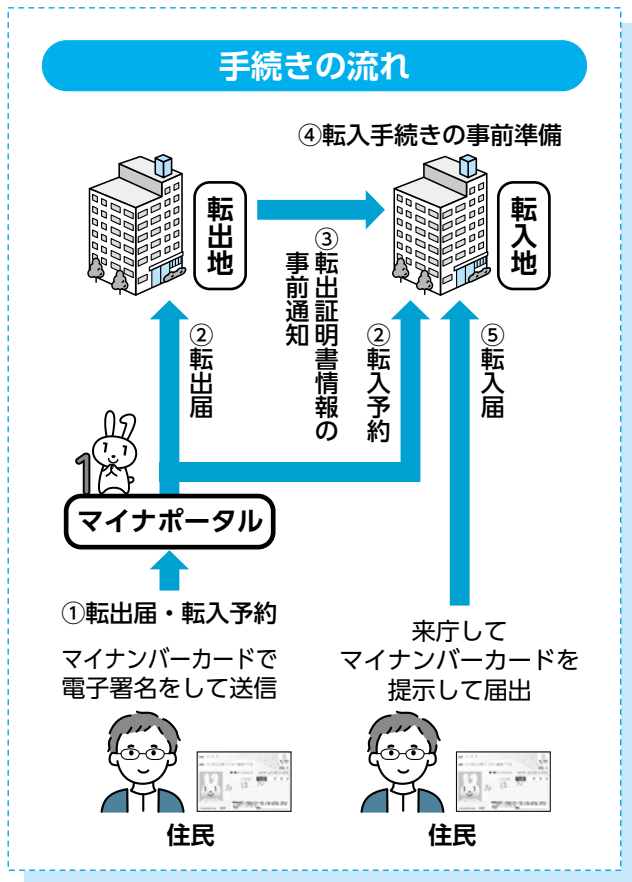 手続きの流れ
④転入手続きの事前準備
転出地
転入地
③転出証明書情報の
事前通知
②転出届
②転入予約
⑤転入届
マイナポータル
①転出届・転入予約
マイナンバーカードで
電子署名をして送信
来庁して
マイナンバーカードを
提示して届出
住民
住民